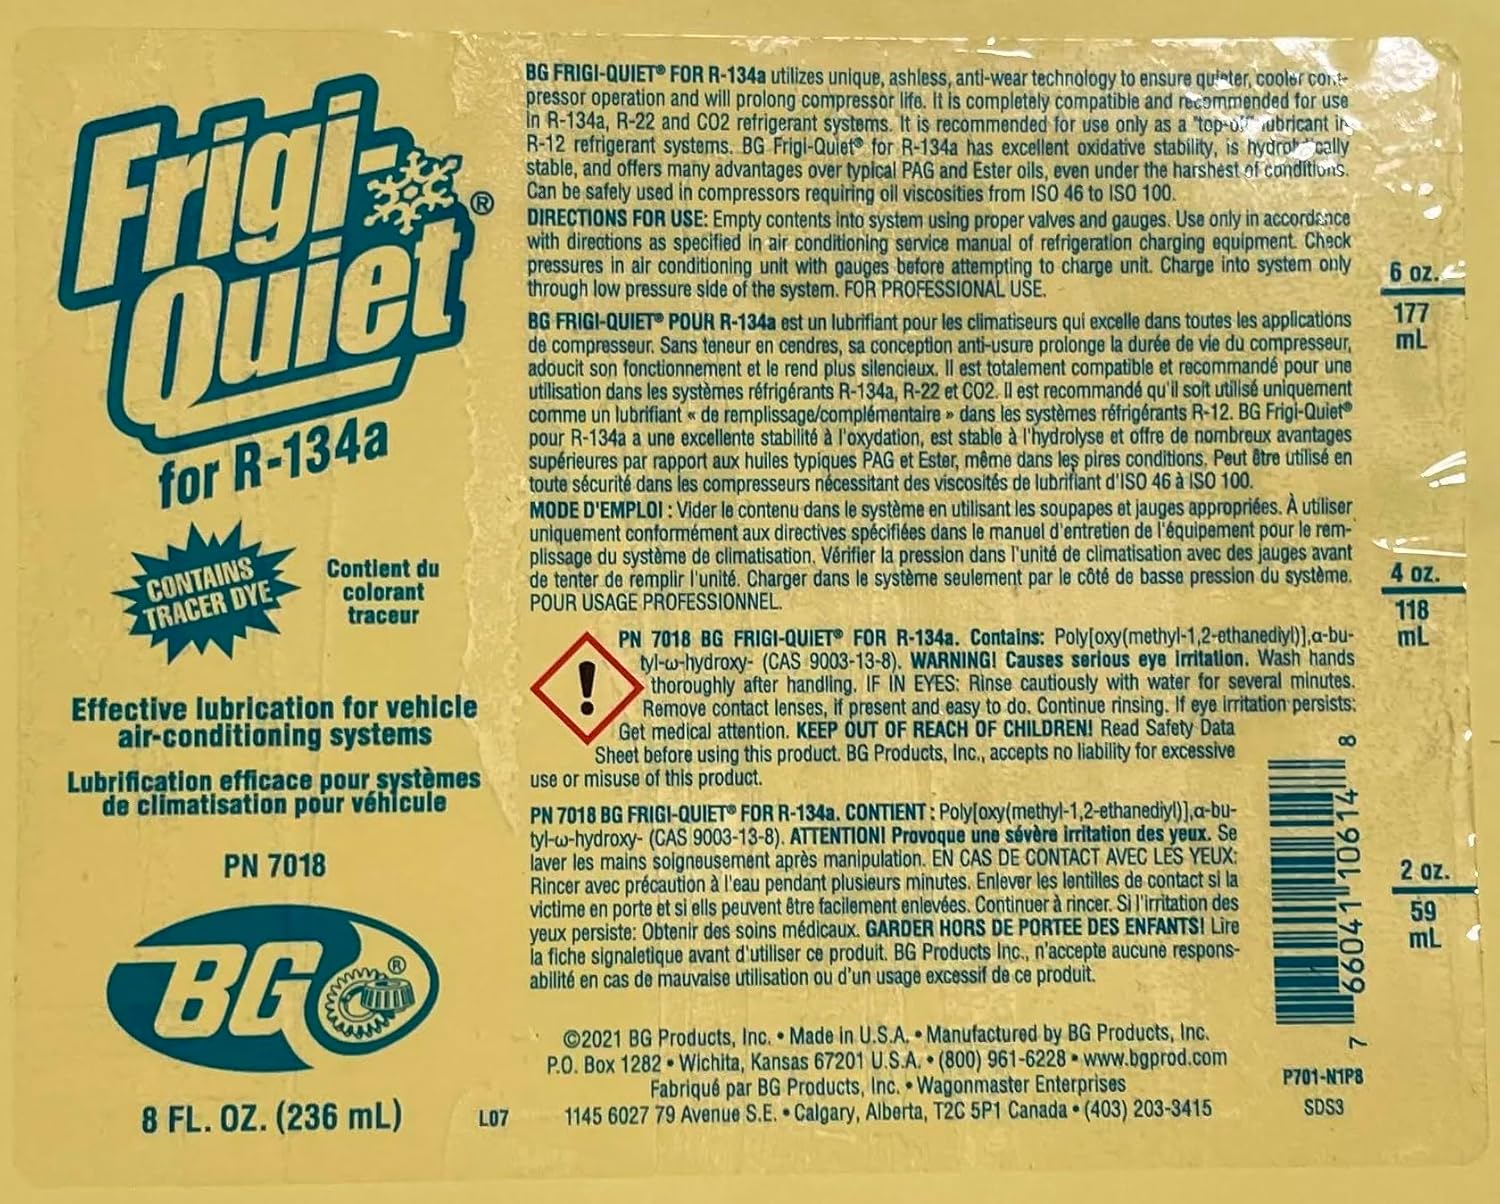 Frigi-
Quiet®
for R-134a
CONTAINS
TRACER DYE
Contient du
colorant
traceur
Effective lubrication for vehicle
air-conditioning systems
Lubrification efficace pour systèmes
de climatisation pour véhicule
PN 7018
BG®
8 FL. OZ. (236 mL)
L07
BG FRIGI-QUIET® FOR R-134a utilizes unique, ashless, anti-wear technology to ensure quieter, cooler com-
pressor operation and will prolong compressor life. It is completely compatible and recommended for use
in R-134a, R-22 and CO2 refrigerant systems. It is recommended for use only as a "top-off" lubricant in
R-12 refrigerant systems. BG Frigi-Quiet® for R-134a has excellent oxidative stability, is hydrolytically
stable, and offers many advantages over typical PAG and Ester oils, even under the harshest of conditions.
Can be safely used in compressors requiring oil viscosities from ISO 46 to ISO 100.
DIRECTIONS FOR USE: Empty contents into system using proper valves and gauges. Use only in accordance
with directions as specified in air conditioning service manual of refrigeration charging equipment. Check
pressures in air conditioning unit with gauges before attempting to charge unit. Charge into system only
through low pressure side of the system. FOR PROFESSIONAL USE.
BG FRIGI-QUIET® POUR R-134a est un lubrifiant pour les climatiseurs qui excelle dans toutes les applications
de compresseur. Sans teneur en cendres, sa conception anti-usure prolonge la durée de vie du compresseur,
adoucit son fonctionnement et le rend plus silencieux. Il est totalement compatible et recommandé pour une
utilisation dans les systèmes réfrigérants R-134a, R-22 et CO2. Il est recommandé qu'il soit utilisé uniquement
comme un lubrifiant « de remplissage/complémentaire » dans les systèmes réfrigérants R-12. BG Frigi-Quiet®
pour R-134a a une excellente stabilité à l'oxydation, est stable à l'hydrolyse et offre de nombreux avantages
supérieures par rapport aux huiles typiques PAG et Ester, même dans les pires conditions. Peut être utilisé en
toute sécurité dans les compresseurs nécessitant des viscosités de lubrifiant d'ISO 46 à ISO 100.
MODE D'EMPLOI : Vider le contenu dans le système en utilisant les soupapes et jauges appropriées. À utiliser
uniquement conformément aux directives spécifiées dans le manuel d'entretien de l'équipement pour le rem-
plissage du système de climatisation. Vérifier la pression dans l'unité de climatisation avec des jauges avant
de tenter de remplir l'unité. Charger dans le système seulement par le côté de basse pression du système.
POUR USAGE PROFESSIONNEL.
PN 7018 BG FRIGI-QUIET® FOR R-134a. Contains: Poly[oxy(methyl-1,2-ethanediyl)],α-bu-
tyl-ω-hydroxy- (CAS 9003-13-8). WARNING! Causes serious eye irritation. Wash hands
thoroughly after handling. IF IN EYES: Rinse cautiously with water for several minutes.
Remove contact lenses, if present and easy to do. Continue rinsing. If eye irritation persists:
Get medical attention. KEEP OUT OF REACH OF CHILDREN! Read Safety Data
Sheet before using this product. BG Products, Inc., accepts no liability for excessive
use or misuse of this product.
PN 7018 BG FRIGI-QUIET® FOR R-134a. CONTIENT : Poly[oxy(methyl-1,2-ethanediyl)],α-bu-
tyl-ω-hydroxy- (CAS 9003-13-8). ATTENTION! Provoque une sévère irritation des yeux. Se
laver les mains soigneusement après manipulation. EN CAS DE CONTACT AVEC LES YEUX:
Rincer avec précaution à l'eau pendant plusieurs minutes. Enlever les lentilles de contact si la
victime en porte et si ells peuvent être facilement enlevées. Continuer à rincer. Si l'irritation des
yeux persiste: Obtenir des soins médicaux. GARDER HORS DE PORTEE DES ENFANTS! Lire
la fiche signaletique avant d'utiliser ce produit. BG Products Inc., n'accepte aucune respons-
abilité en cas de mauvaise utilisation ou d'un usage excessif de ce produit.
©2021 BG Products, Inc. • Made in U.S.A. • Manufactured by BG Products, Inc.
P.O. Box 1282 • Wichita, Kansas 67201 U.S.A. • (800) 961-6228 • www.bgprod.com
Fabriqué par BG Products, Inc. • Wagonmaster Enterprises
1145 6027 79 Avenue S.E. • Calgary, Alberta, T2C 5P1 Canada • (403) 203-3415
7 66041 10614 8
P701-N1P8
SDS3
6 oz.
177
mL
4 oz.
118
mL
2 oz.
59
mL